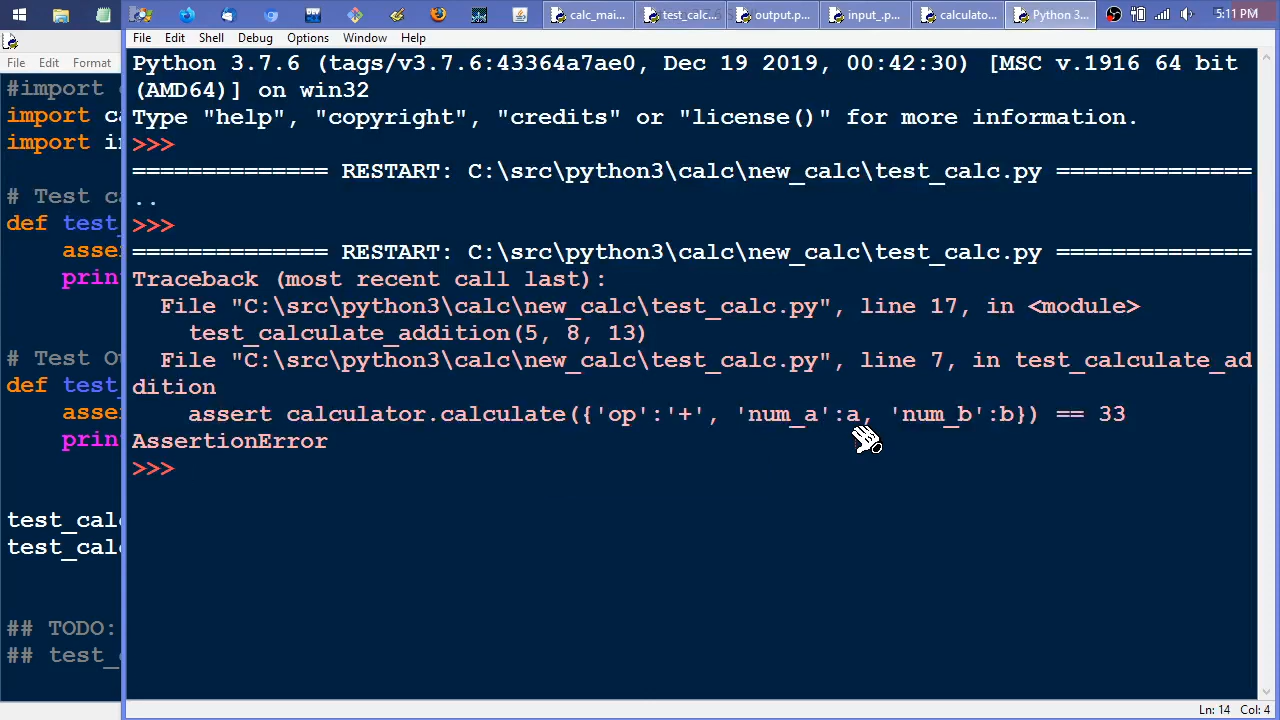 calc_mai... test_calc... output.p... input_.p... calculato... Python 3... 5:11 PM
File Edit Shell Debug Options Window Help
File Edit Format
#import
import
import
# Test
def test_
asse
prin
# Test
def test_
asse
prin
test_calc
test_calc
## TODO:
## test_
Python 3.7.6 (tags/v3.7.6:43364a7ae0, Dec 19 2019, 00:42:30) [MSC v.1916 64 bit
(AMD64)] on win32
Type "help", "copyright", "credits" or "license()" for more information.
>>>
============== RESTART: C:\src\python3\calc\new_calc\test_calc.py ==============
..
>>>
============== RESTART: C:\src\python3\calc\new_calc\test_calc.py ==============
Traceback (most recent call last):
File "C:\src\python3\calc\new_calc\test_calc.py", line 17, in <module>
test_calculate_addition(5, 8, 13)
File "C:\src\python3\calc\new_calc\test_calc.py", line 7, in test_calculate_ad
dition
assert calculator.calculate({'op':'+', 'num_a':a, 'num_b':b}) == 33
AssertionError
>>>
Ln: 14 Col: 4